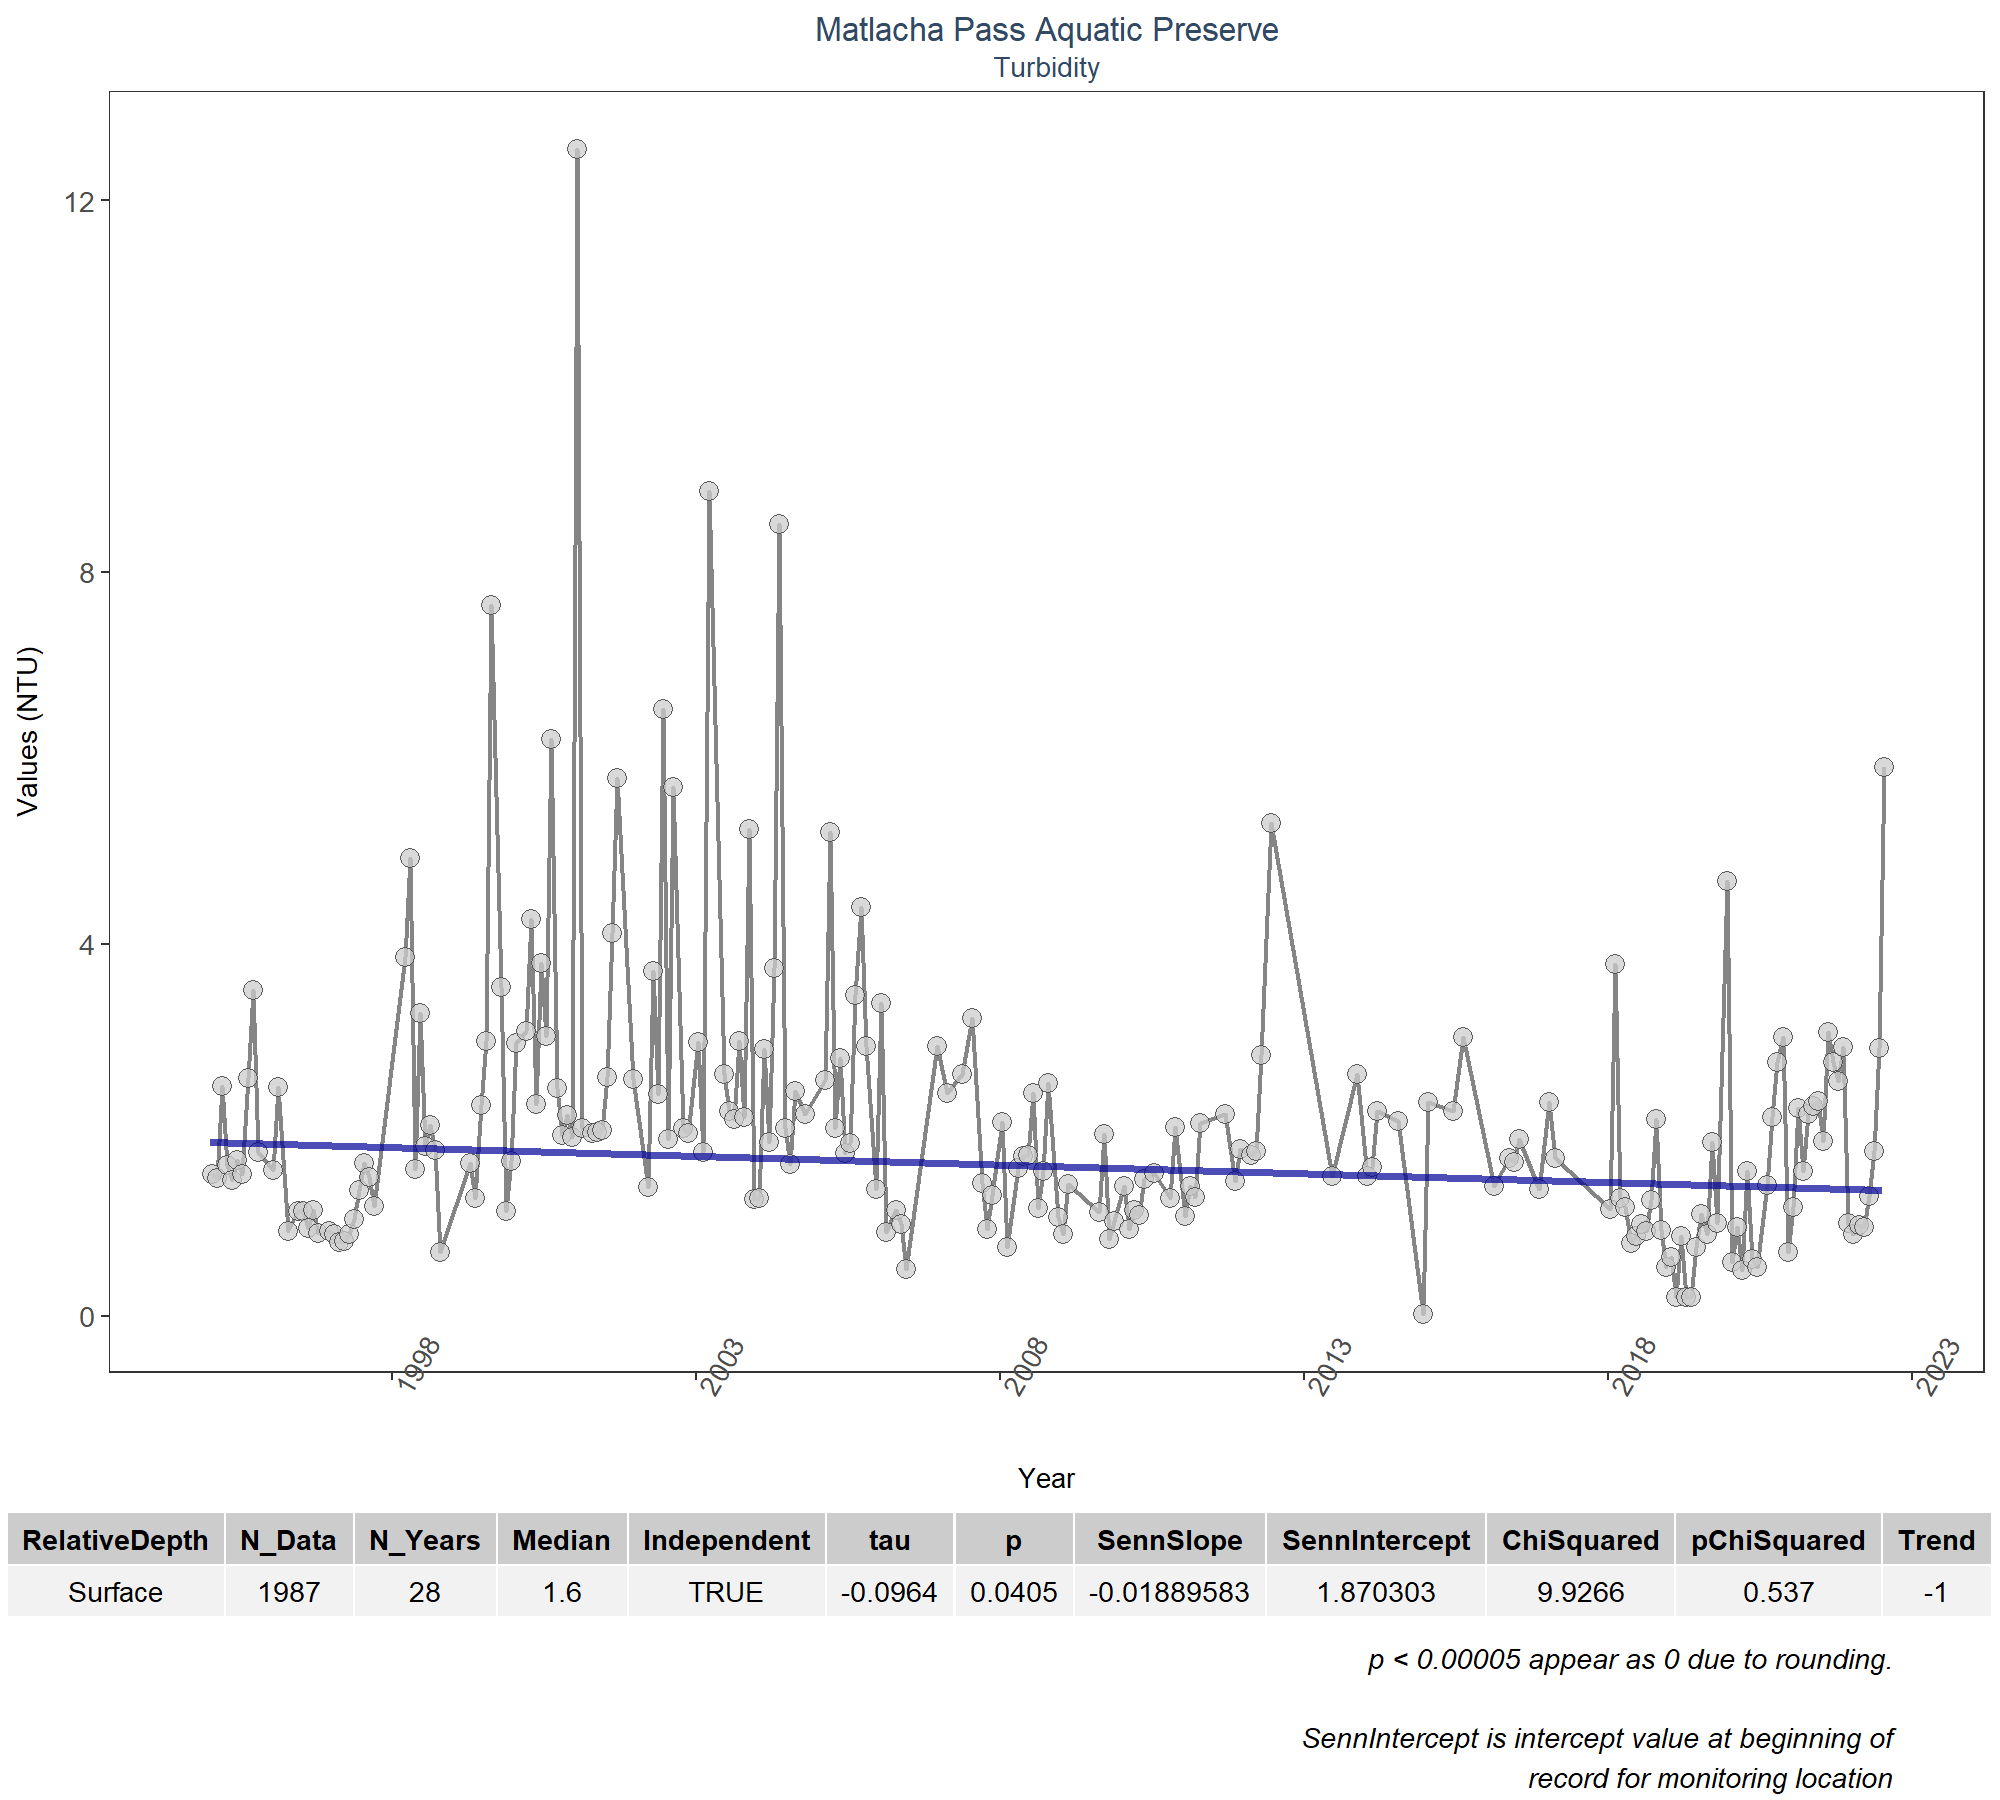 Matlacha Pass Aquatic Preserve
Turbidity
12
8
4
0
Values (NTU)
1998 2003 2008 2013 2018 2023
Year
RelativeDepth N_Data N_Years Median Independent tau p SennSlope SennIntercept ChiSquared pChiSquared Trend
Surface 1987 28 1.6 TRUE -0.0964 0.0405 -0.01889583 1.870303 9.9266 0.537 -1
p < 0.00005 appear as 0 due to rounding.
SennIntercept is intercept value at beginning of
record for monitoring location